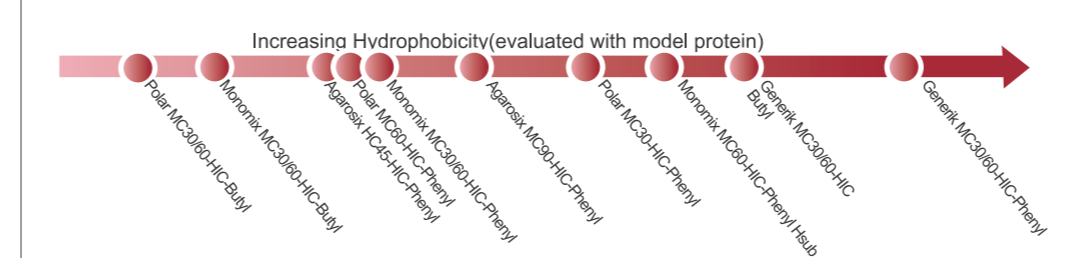 Increasing Hydrophobicity(evaluated with model protein)
Polar MC30/60-HIC-Butyl
Monomix MC30/60-HIC-Butyl
Agarosix HC45-HIC-Phenyl
Polar MC60-HIC-Phenyl
Monomix MC30/60-HIC-Phenyl
Agarosix MC90-HIC-Phenyl
Polar MC30-HIC-Phenyl
Monomix MC60-HIC-Phenyl Hsub
Generik MC30/60-HIC
Butyl
Generik MC30/60-HIC-Phenyl